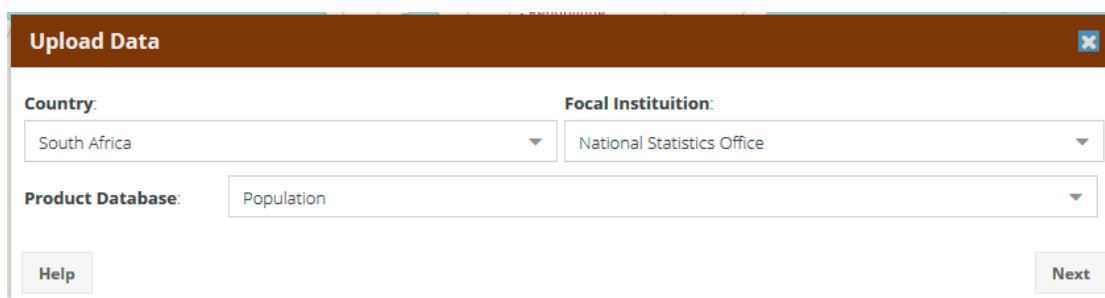 Upload Data
Country: Focal Instituition:
South Africa National Statistics Office
Product Database: Population
Help Next